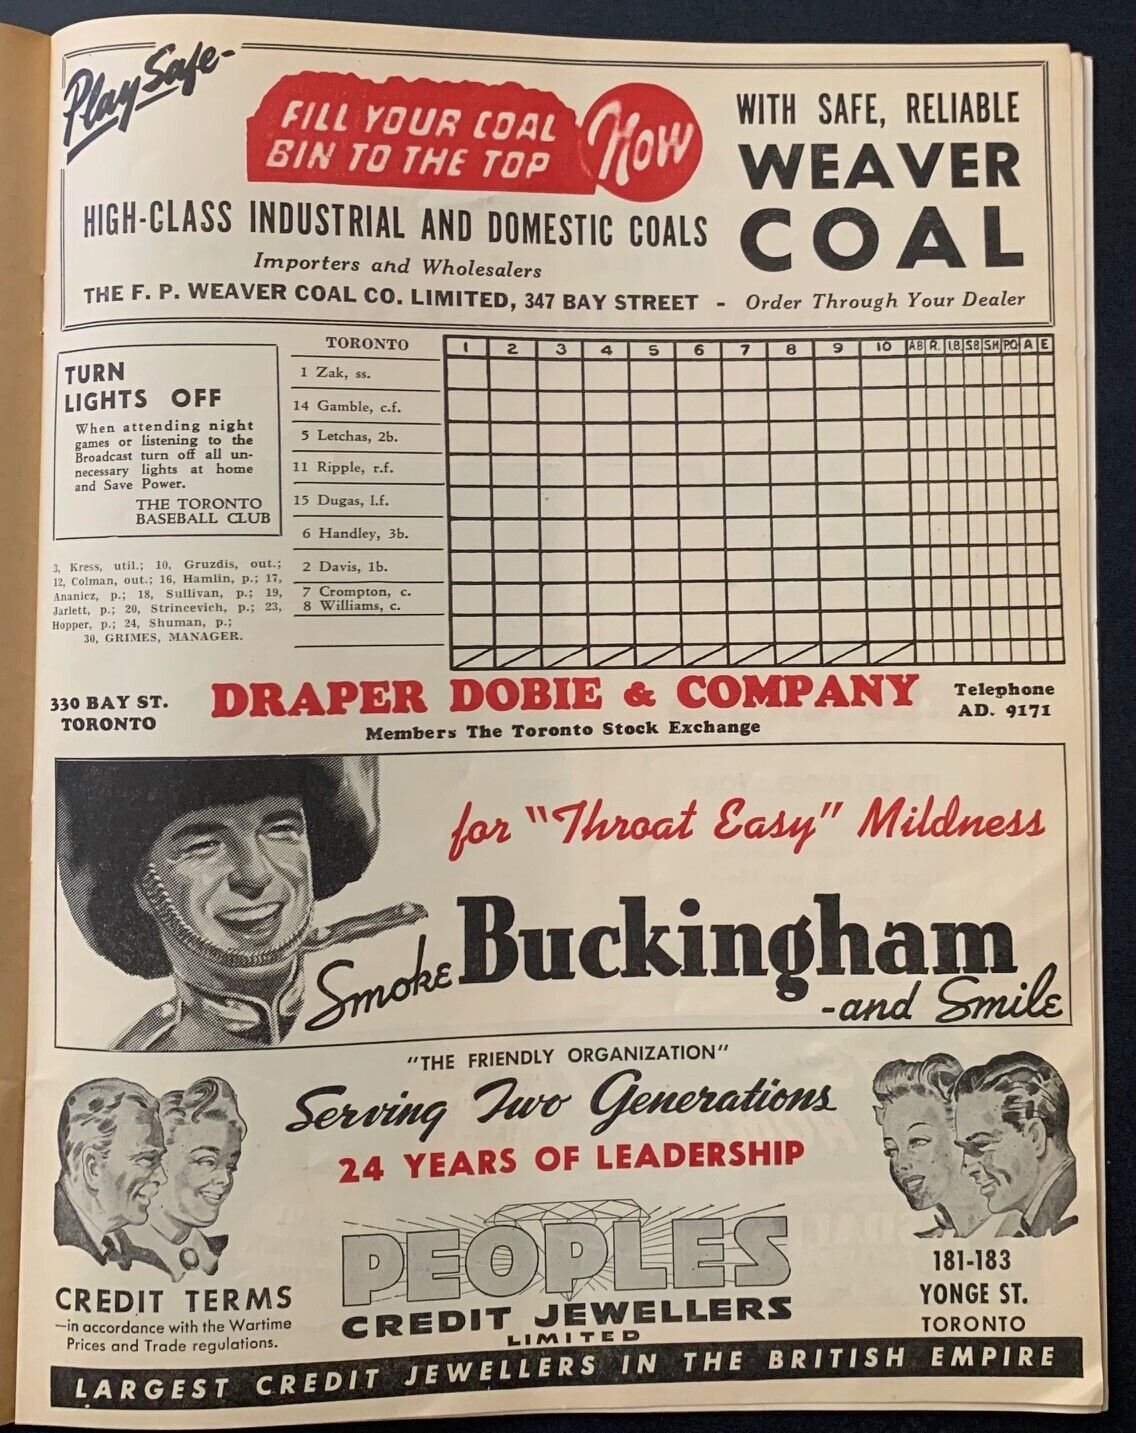 Play Safe-
FILL YOUR COAL
BIN TO THE TOP
Now
WITH SAFE, RELIABLE
WEAVER
COAL
HIGH-CLASS INDUSTRIAL AND DOMESTIC COALS
Importers and Wholesalers
THE F. P. WEAVER COAL CO. LIMITED, 347 BAY STREET - Order Through Your Dealer
TURN
LIGHTS OFF
When attending night
games or listening to the
Broadcast turn off all un-
necessary lights at home
and Save Power.
THE TORONTO
BASEBALL CLUB
3, Kress, util.; 10, Gruzdis, out.;
12, Colman, out.; 16, Hamlin, p.; 17,
Ananicz, p.; 18, Sullivan, p.; 19,
Jarlett, p.; 20, Strincevich, p.; 23,
Hopper, p.; 24, Shuman, p.;
30, GRIMES, MANAGER.
TORONTO 1 2 3 4 5 6 7 8 9 10 AB R. 1B SB SH PO A E
1 Zak, ss.
14 Gamble, c.f.
5 Letchas, 2b.
11 Ripple, r.f.
15 Dugas, l.f.
6 Handley, 3b.
2 Davis, 1b.
7 Crompton, c.
8 Williams, c.
330 BAY ST.
TORONTO
DRAPER DOBIE & COMPANY
Members The Toronto Stock Exchange
Telephone
AD. 9171
for "Throat Easy" Mildness
Smoke Buckingham
-and Smile
"THE FRIENDLY ORGANIZATION"
Serving Two Generations
24 YEARS OF LEADERSHIP
PEOPLES
CREDIT JEWELLERS
LIMITED
CREDIT TERMS
—in accordance with the Wartime
Prices and Trade regulations.
181-183
YONGE ST.
TORONTO
LARGEST CREDIT JEWELLERS IN THE BRITISH EMPIRE